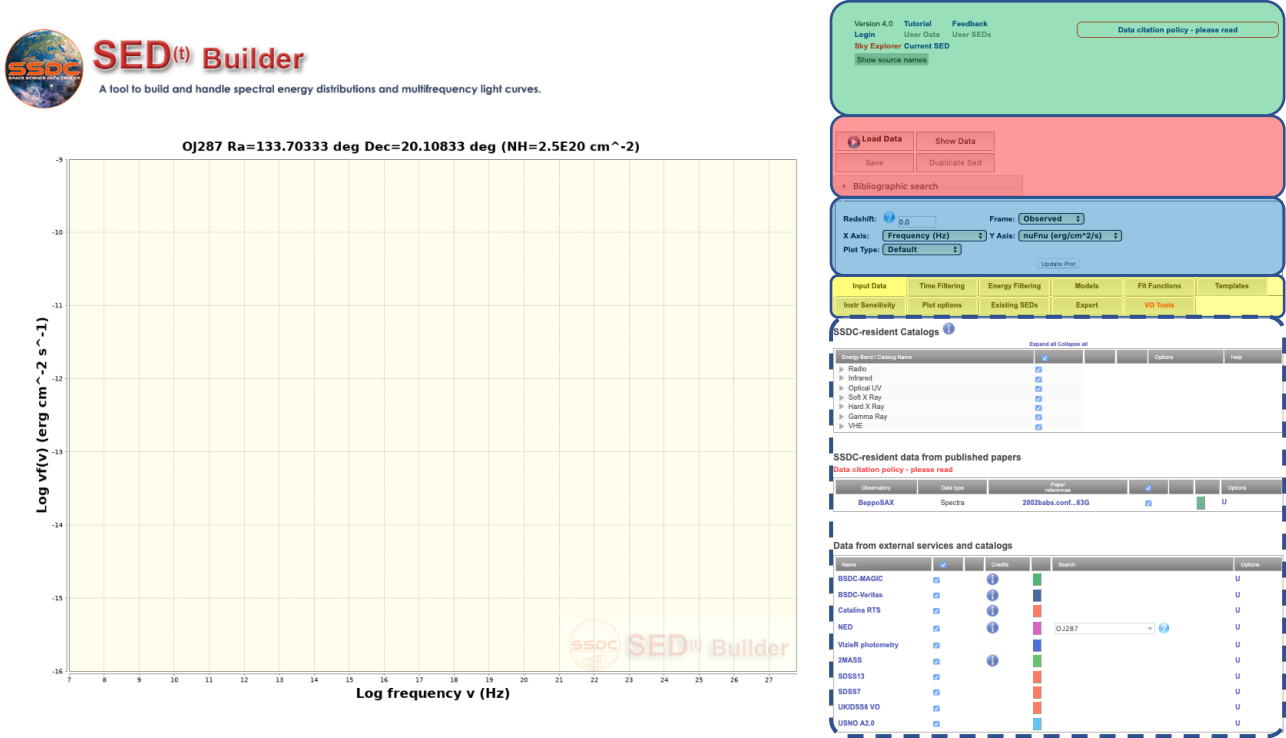 SSDC
SPACE SCIENCE DATA CENTER
SED(t) Builder
A tool to build and handle spectral energy distributions and multifrequency light curves.
OJ287 Ra=133.70333 deg Dec=20.10833 deg (NH=2.5E20 cm^-2)
-9
-10
-11
-12
-13
-14
-15
-16
Log νf(ν) (erg cm^-2 s^-1)
SSDC SED(t) Builder
7 8 9 10 11 12 13 14 15 16 17 18 19 20 21 22 23 24 25 26 27
Log frequency ν (Hz)
Version 4.0 Tutorial Feedback
Data citation policy - please read
Login User Data User SEDs
Sky Explorer Current SED
Show source names
Load Data Show Data
Save Duplicate Sed
Bibliographic search
Redshift: ? 0.0 Frame: Observed
X Axis: Frequency (Hz) Y Axis: nuFnu (erg/cm^2/s)
Plot Type: Default
Update Plot
Input Data Time Filtering Energy Filtering Models Fit Functions Templates
Instr Sensitivity Plot options Existing SEDs Export VO Tools
SSDC-resident Catalogs i
Expand all Collapse all
Energy Band / Catalog Name Options Help
Radio
Infrared
Optical UV
Soft X Ray
Hard X Ray
Gamma Ray
VHE
SSDC-resident data from published papers
Data citation policy - please read
Observatory Data type Paper references Options
BeppoSAX Spectra 2002babs.conf...63G U
Data from external services and catalogs
Name Credits Search Options
BSDC-MAGIC i U
BSDC-Veritas i U
Catalina RTS i U
NED i OJ287 ? U
VizieR photometry U
2MASS i U
SDSS13 U
SDSS7 U
UKIDSS8 VO U
USNO A2.0 U